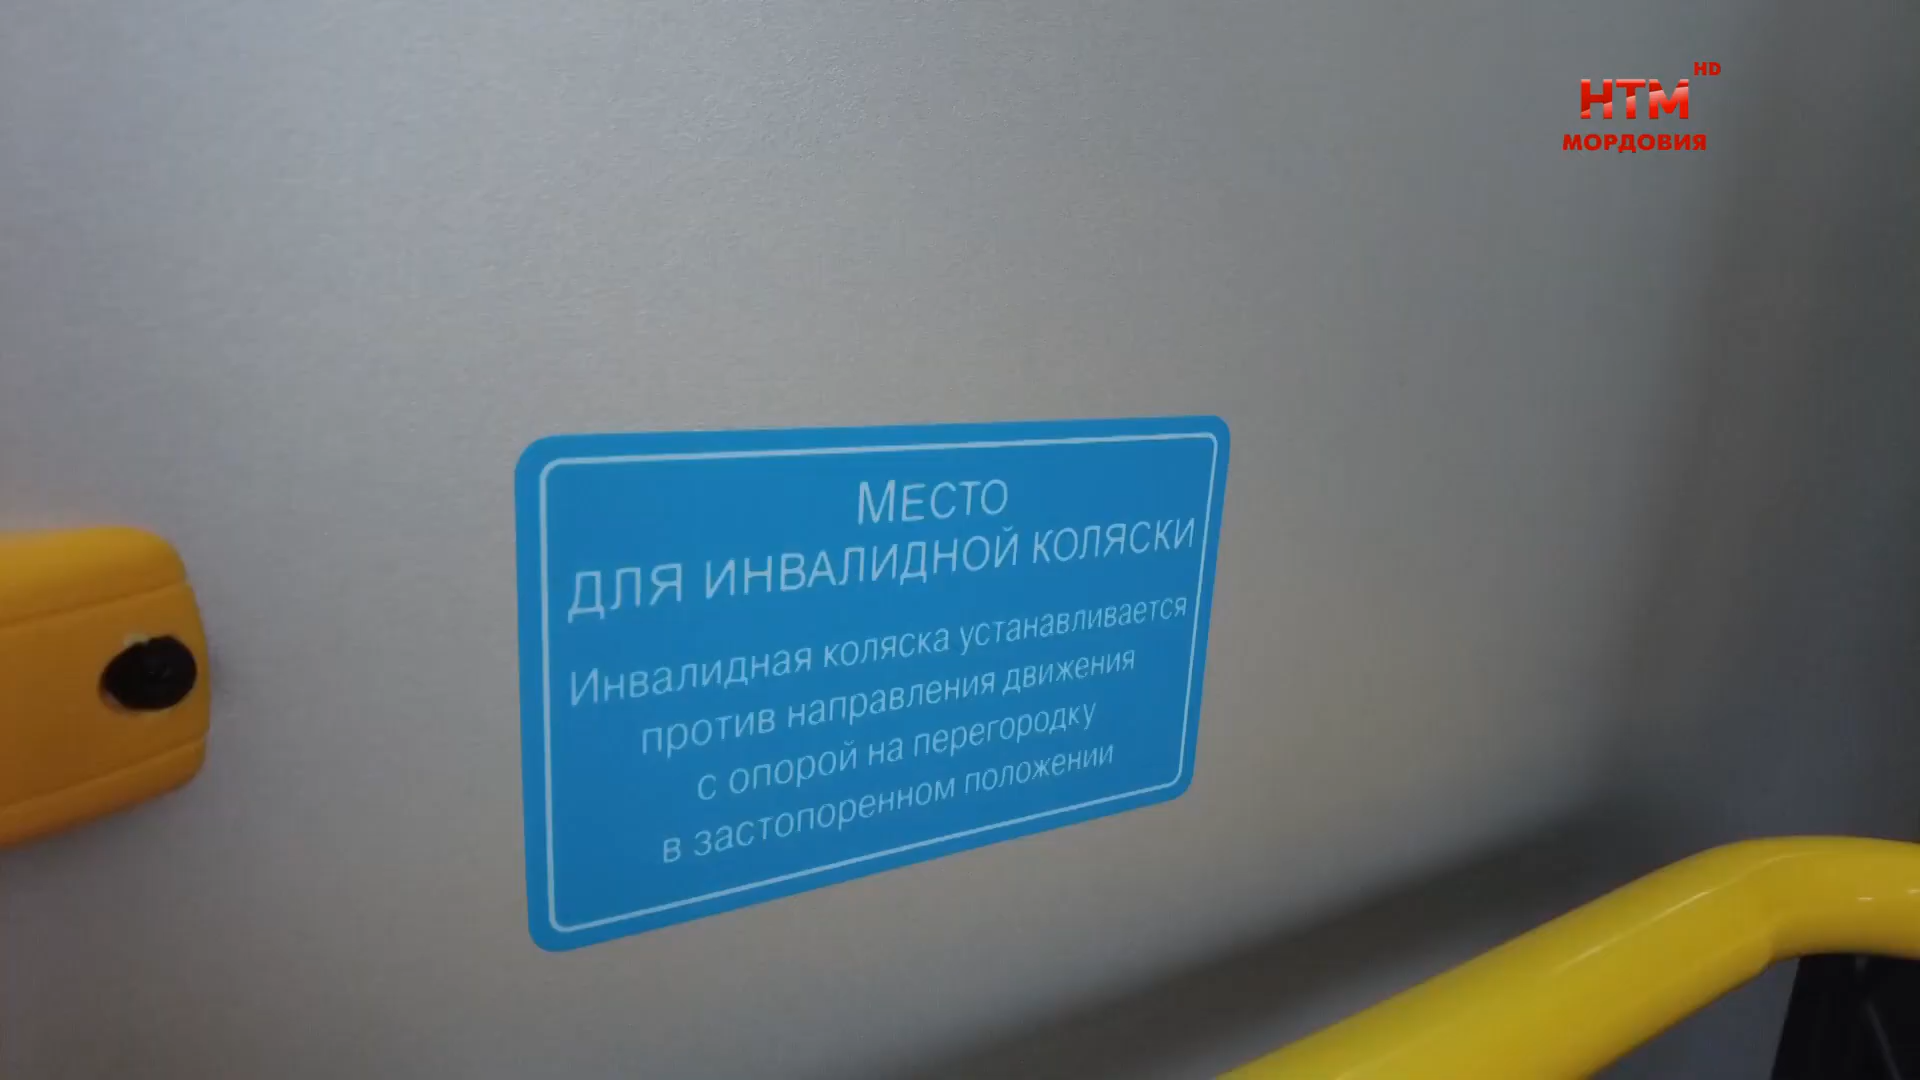 HD
НТМ
МОРДОВИЯ
МЕСТО
ДЛЯ ИНВАЛИДНОЙ КОЛЯСКИ
Инвалидная коляска устанавливается
против направления движения
с опорой на перегородку
в застопоренном положении